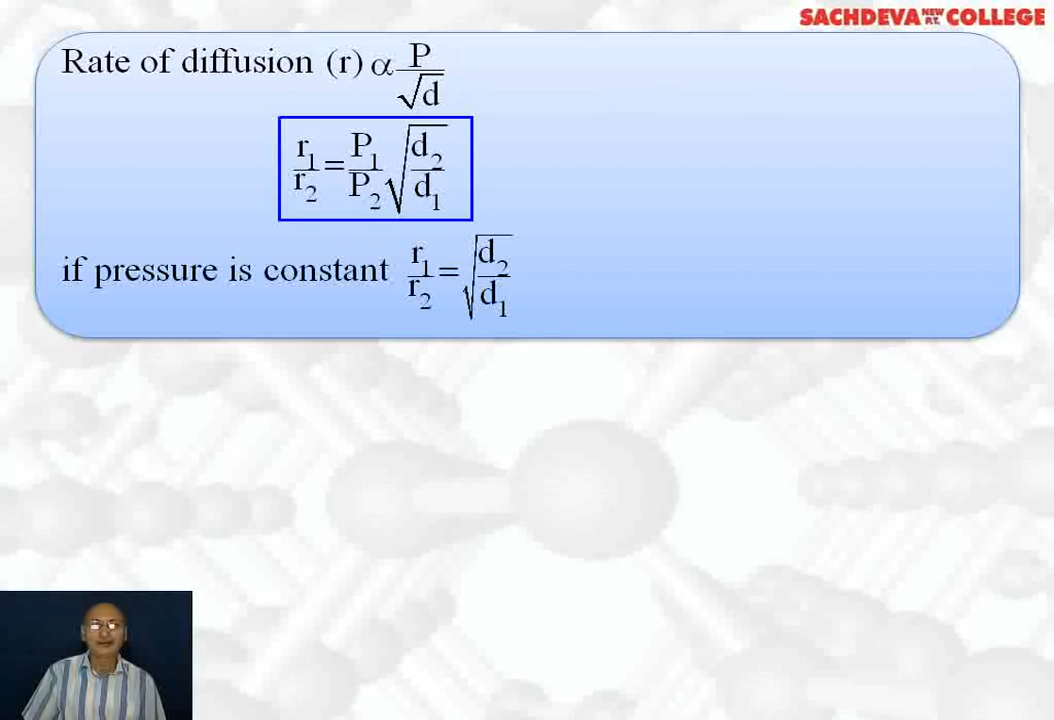 SACHDEVA NEW P.T. COLLEGE
Rate of diffusion (r) α P/√d
r₁/r₂ = P₁/P₂ √(d₂/d₁)
if pressure is constant r₁/r₂ = √(d₂/d₁)